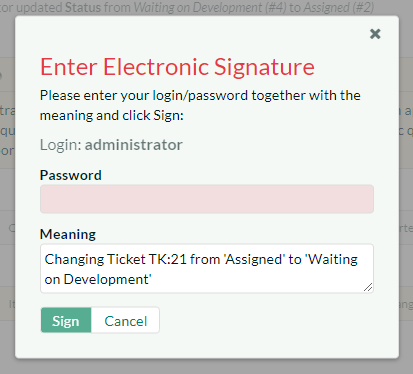 tor updated Status from Waiting on Development (#4) to Assigned (#2)
Enter Electronic Signature
Please enter your login/password together with the
meaning and click Sign:
Login: administrator
Password
Meaning
Changing Ticket TK:21 from 'Assigned' to 'Waiting
on Development'
Sign Cancel